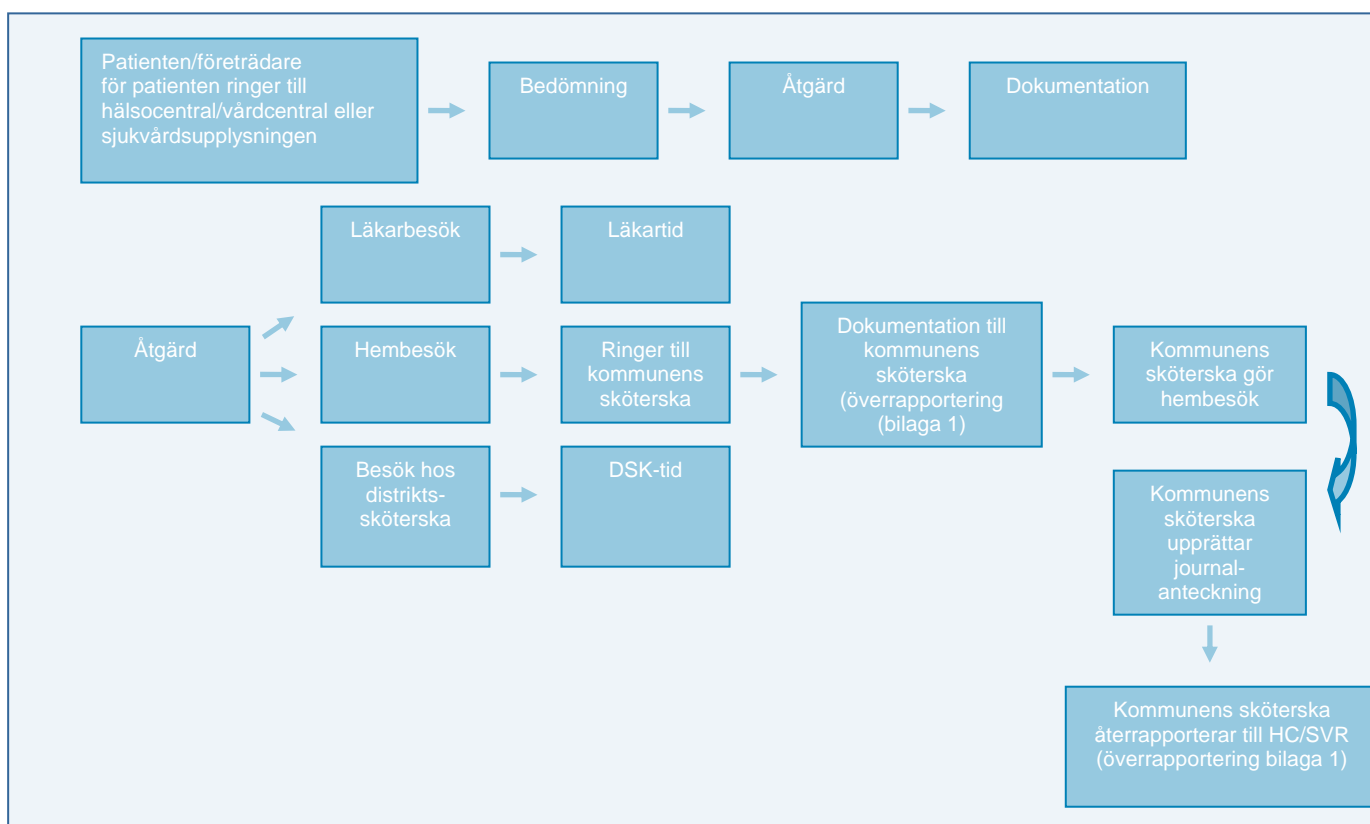 Patienten/företrädare
för patienten ringer till
hälsocentral/vårdcentral eller
sjukvårdsupplysningen
Bedömning
Åtgärd
Dokumentation
Läkarbesök
Läkartid
Åtgärd
Hembesök
Ringer till
kommunens
sköterska
Dokumentation till
kommunens
sköterska
(överrapportering
(bilaga 1)
Kommunens
sköterska gör
hembesök
Besök hos
distrikts-
sköterska
DSK-tid
Kommunens
sköterska
upprättar
journal-
anteckning
Kommunens sköterska
återrapporterar till HC/SVR
(överrapportering bilaga 1)